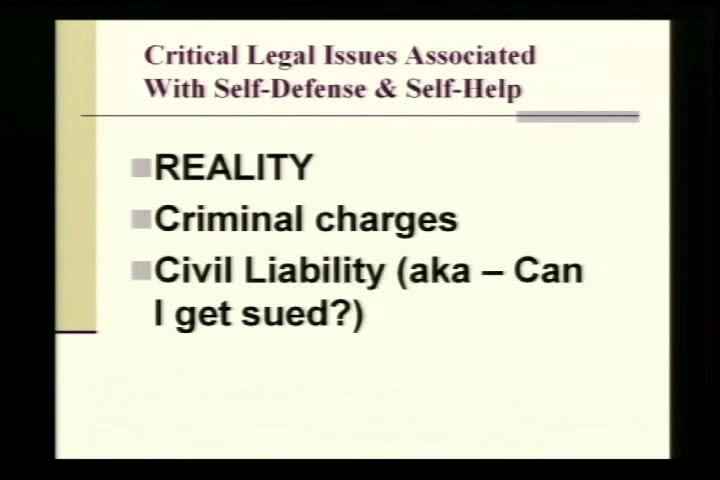 Critical Legal Issues Associated
With Self-Defense & Self-Help
REALITY
Criminal charges
Civil Liability (aka – Can
I get sued?)